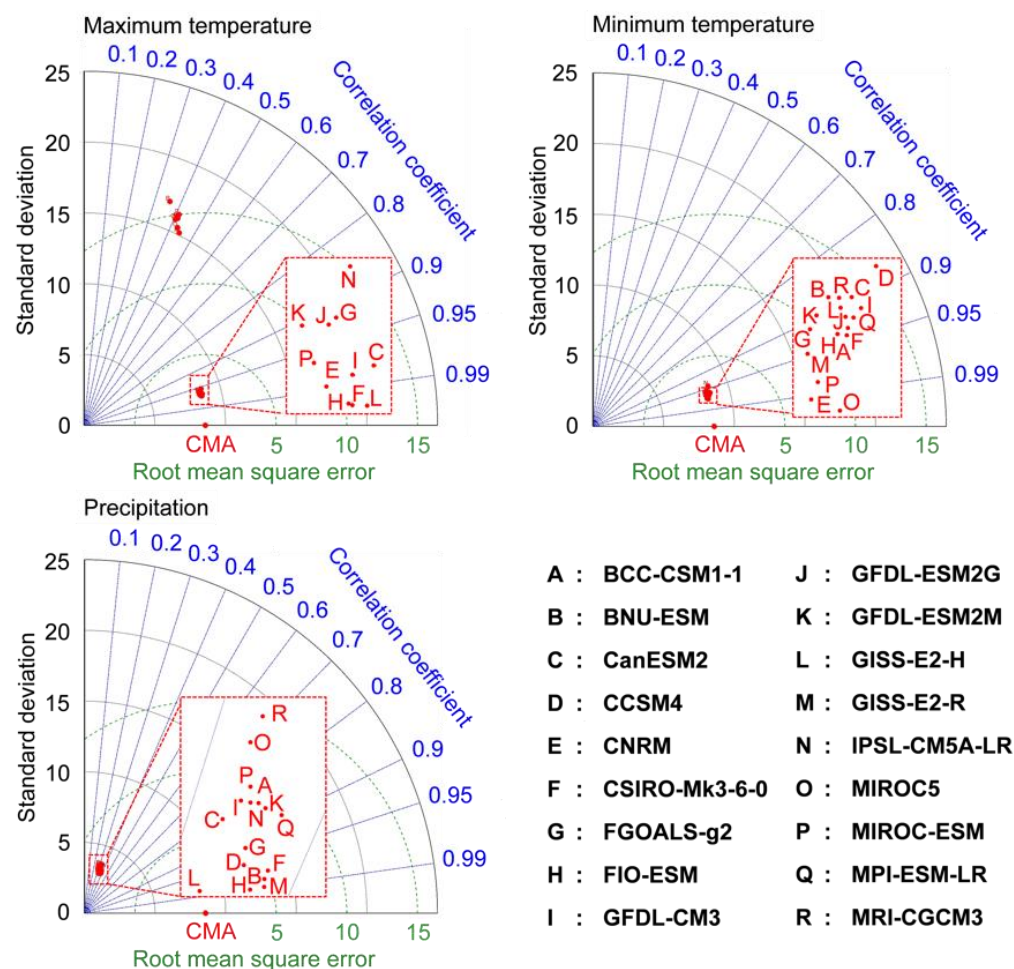 Maximum temperature
25
20
15
10
5
0
Standard deviation
0.1 0.2 0.3 0.4 0.5 0.6 0.7 0.8 0.9 0.95 0.99
Correlation coefficient
N
K J G
P E I C
H F L
CMA 5 10 15
Root mean square error
Minimum temperature
25
20
15
10
5
0
Standard deviation
0.1 0.2 0.3 0.4 0.5 0.6 0.7 0.8 0.9 0.95 0.99
Correlation coefficient
D
B R C
L I
K J Q
G H A F
M
P
E O
CMA 5 10 15
Root mean square error
Precipitation
25
20
15
10
5
0
Standard deviation
0.1 0.2 0.3 0.4 0.5 0.6 0.7 0.8 0.9 0.95 0.99
Correlation coefficient
R
O
P A
I K
C N Q
G
D F
L H B M
CMA 5 10 15
Root mean square error
A : BCC-CSM1-1 J : GFDL-ESM2G
B : BNU-ESM K : GFDL-ESM2M
C : CanESM2 L : GISS-E2-H
D : CCSM4 M : GISS-E2-R
E : CNRM N : IPSL-CM5A-LR
F : CSIRO-Mk3-6-0 O : MIROC5
G : FGOALS-g2 P : MIROC-ESM
H : FIO-ESM Q : MPI-ESM-LR
I : GFDL-CM3 R : MRI-CGCM3